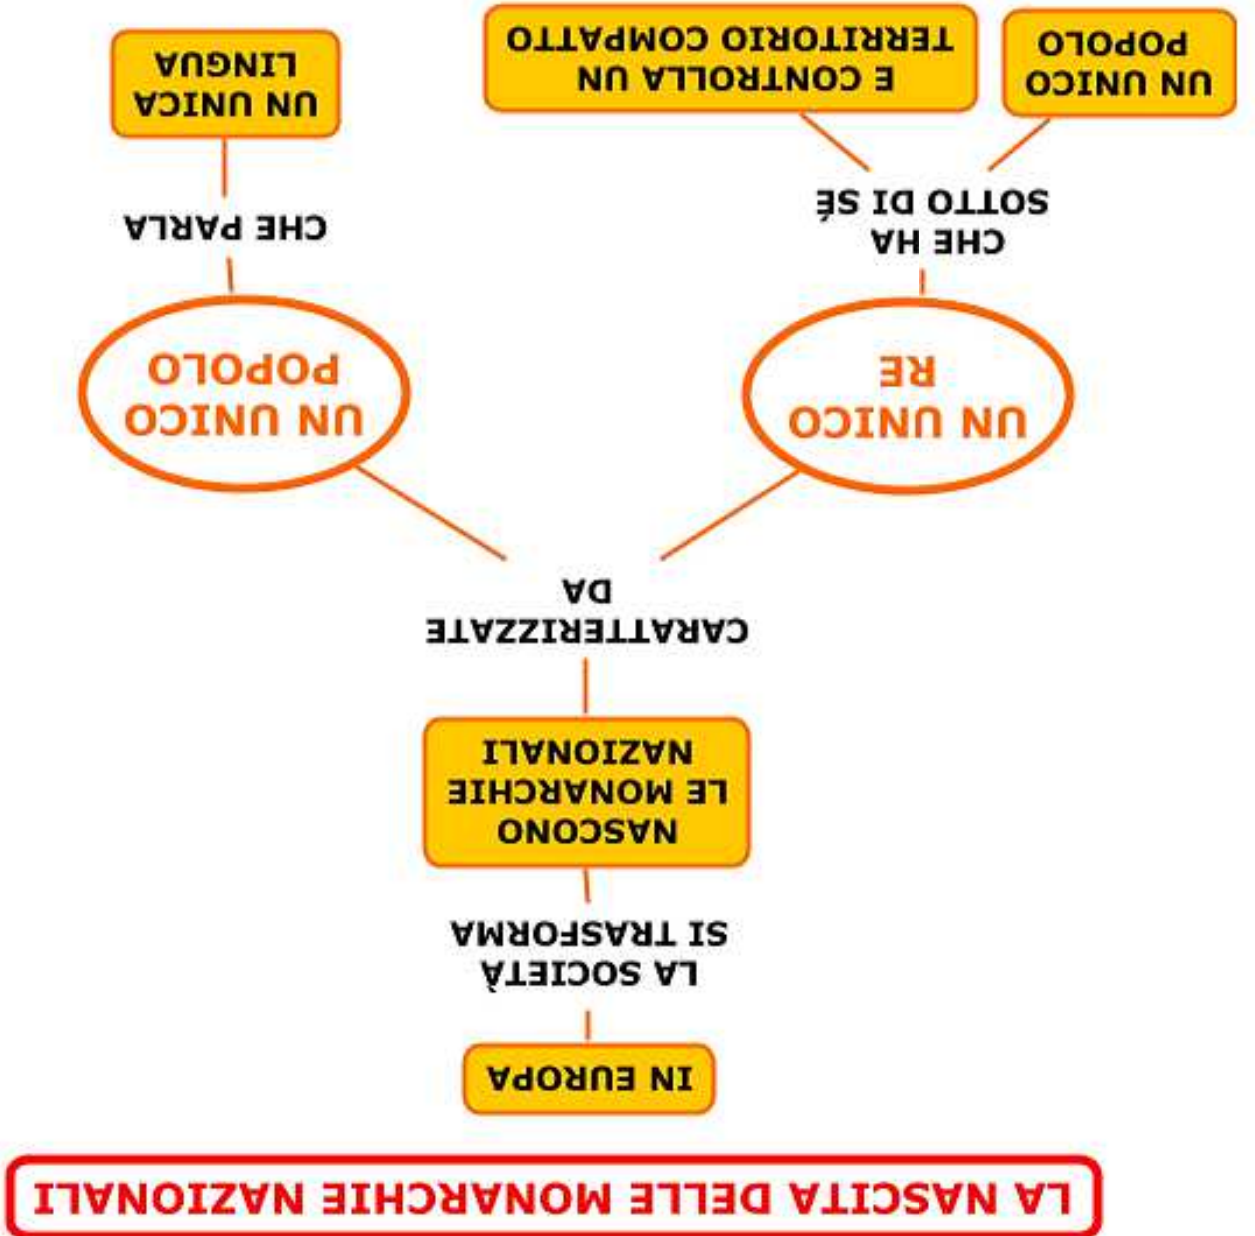 LA NASCITA DELLE MONARCHIE NAZIONALI
IN EUROPA
LA SOCIETÀ
SI TRASFORMA
NASCONO
LE MONARCHIE
NAZIONALI
CARATTERIZZATE
DA
UN UNICO
RE
CHE HA
SOTTO DI SÉ
UN UNICO
POPOLO
E CONTROLLA UN
TERRITORIO COMPATTO
UN UNICO
POPOLO
CHE PARLA
UN UNICA
LINGUA